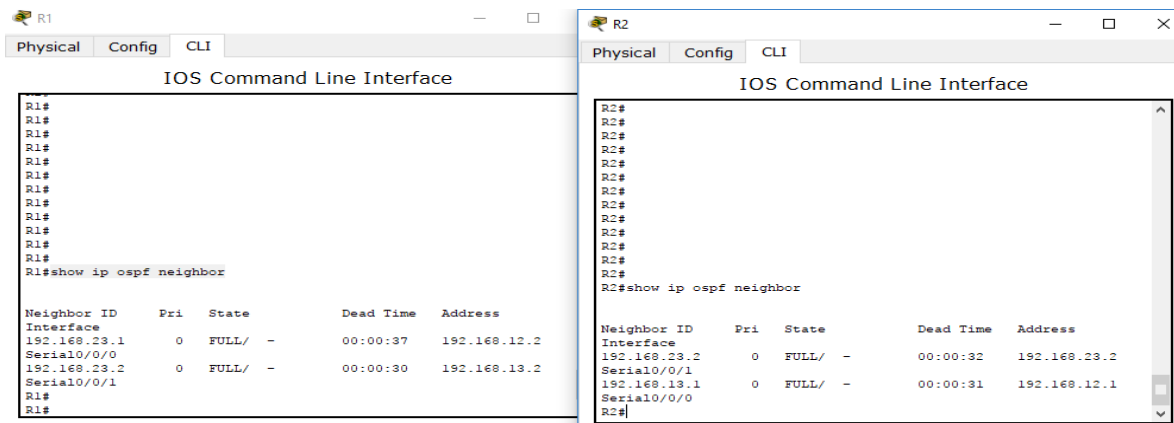 R1
Physical Config CLI
IOS Command Line Interface
R1#
R1#
R1#
R1#
R1#
R1#
R1#
R1#
R1#
R1#
R1#
R1#
R1#show ip ospf neighbor
Neighbor ID Pri State Dead Time Address
Interface
192.168.23.1 0 FULL/ - 00:00:37 192.168.12.2
Serial0/0/0
192.168.23.2 0 FULL/ - 00:00:30 192.168.13.2
Serial0/0/1
R1#
R1#
R2
Physical Config CLI
IOS Command Line Interface
R2#
R2#
R2#
R2#
R2#
R2#
R2#
R2#
R2#
R2#
R2#
R2#
R2#
R2#show ip ospf neighbor
Neighbor ID Pri State Dead Time Address
Interface
192.168.23.2 0 FULL/ - 00:00:32 192.168.23.2
Serial0/0/1
192.168.13.1 0 FULL/ - 00:00:31 192.168.12.1
Serial0/0/0
R2#